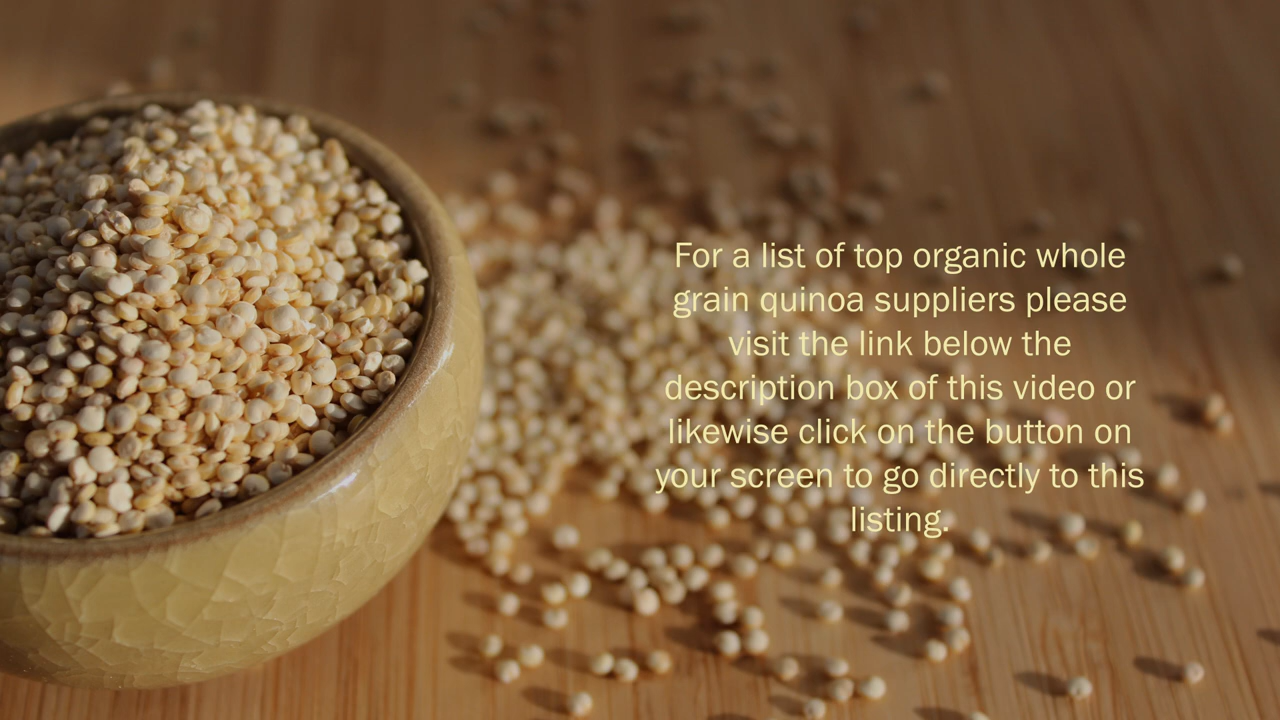 For a list of top organic whole
grain quinoa suppliers please
visit the link below the
description box of this video or
likewise click on the button on
your screen to go directly to this
listing.